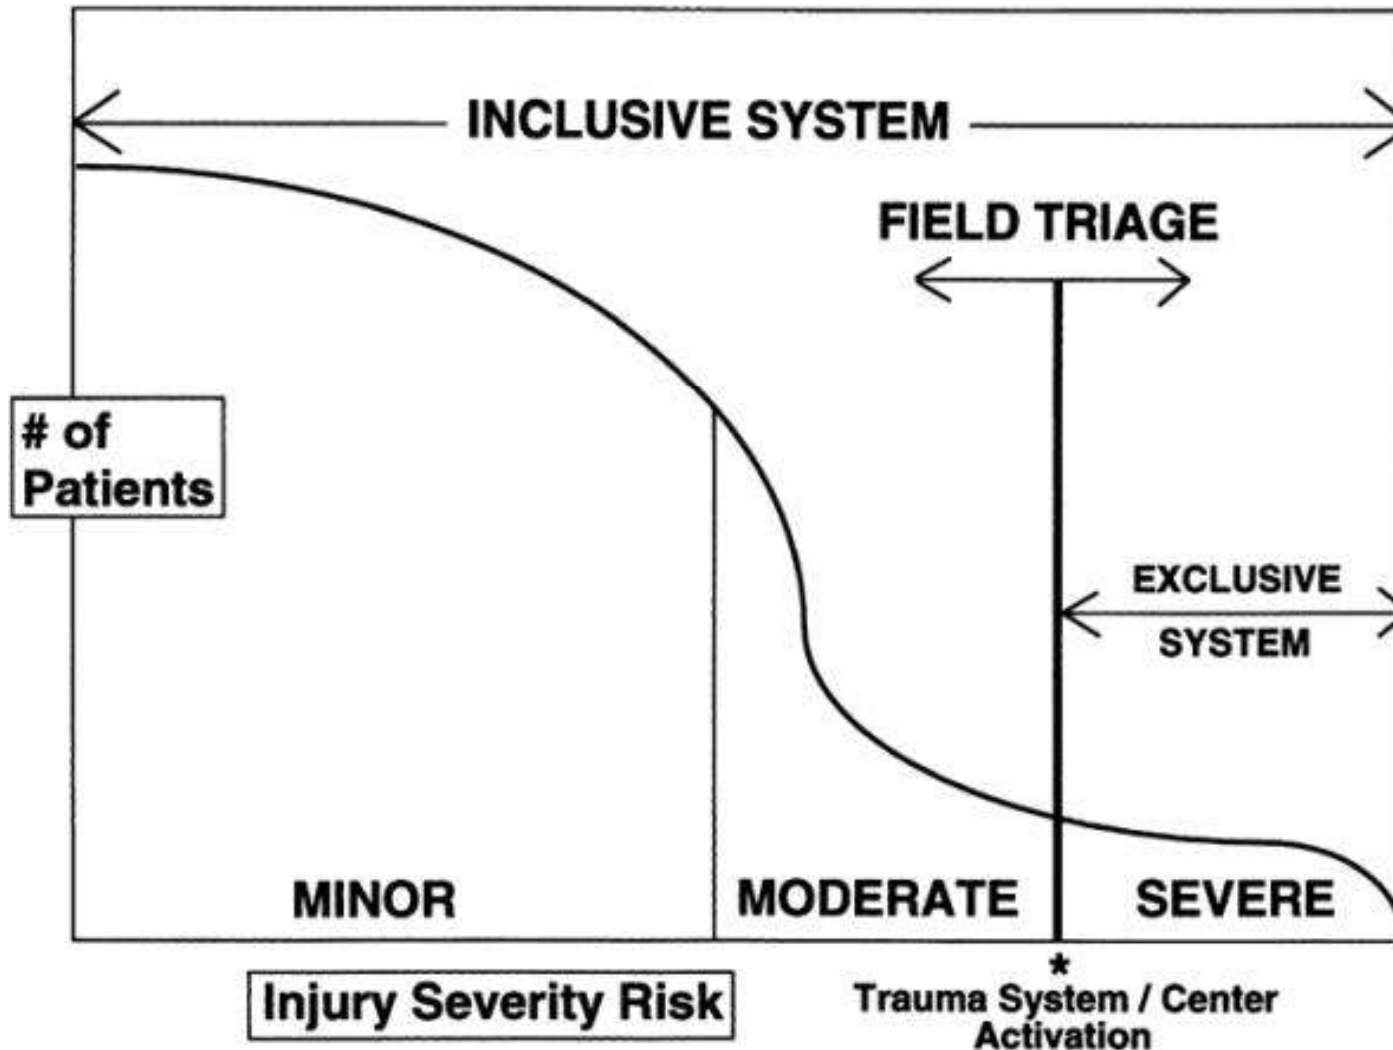 INCLUSIVE SYSTEM
FIELD TRIAGE
# of
Patients
EXCLUSIVE
SYSTEM
MINOR
MODERATE
SEVERE
Injury Severity Risk
*
Trauma System / Center
Activation